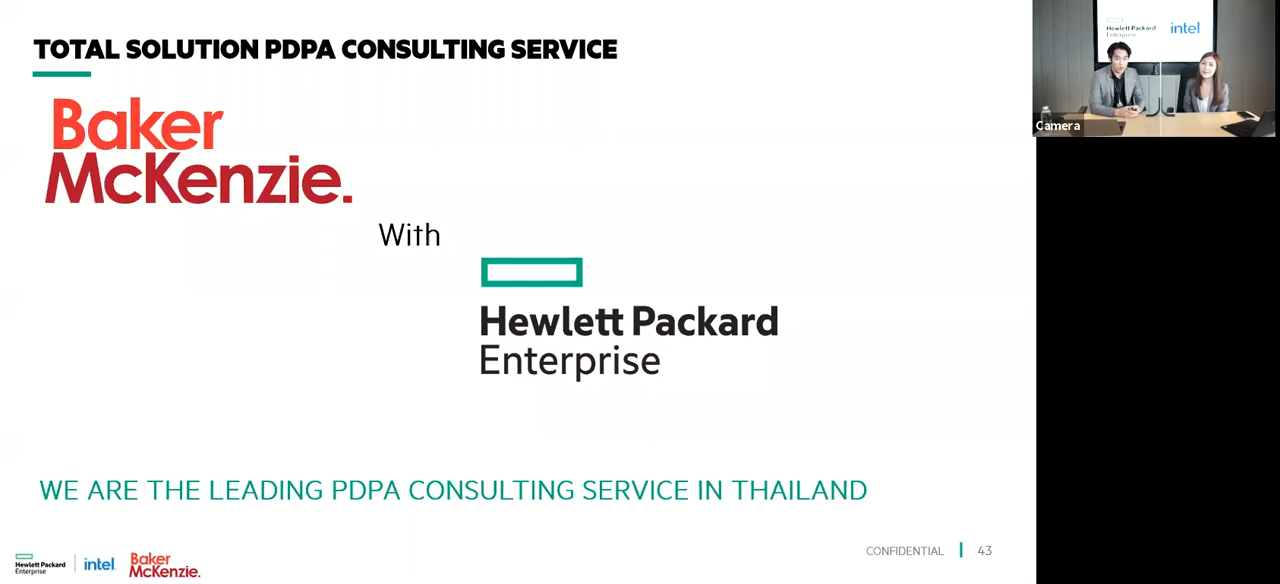 TOTAL SOLUTION PDPA CONSULTING SERVICE
Baker
McKenzie.
With
Hewlett Packard
Enterprise
WE ARE THE LEADING PDPA CONSULTING SERVICE IN THAILAND
Hewlett Packard
Enterprise
intel
Baker
McKenzie.
CONFIDENTIAL
43
Hewlett Packard
Enterprise
intel
Camera